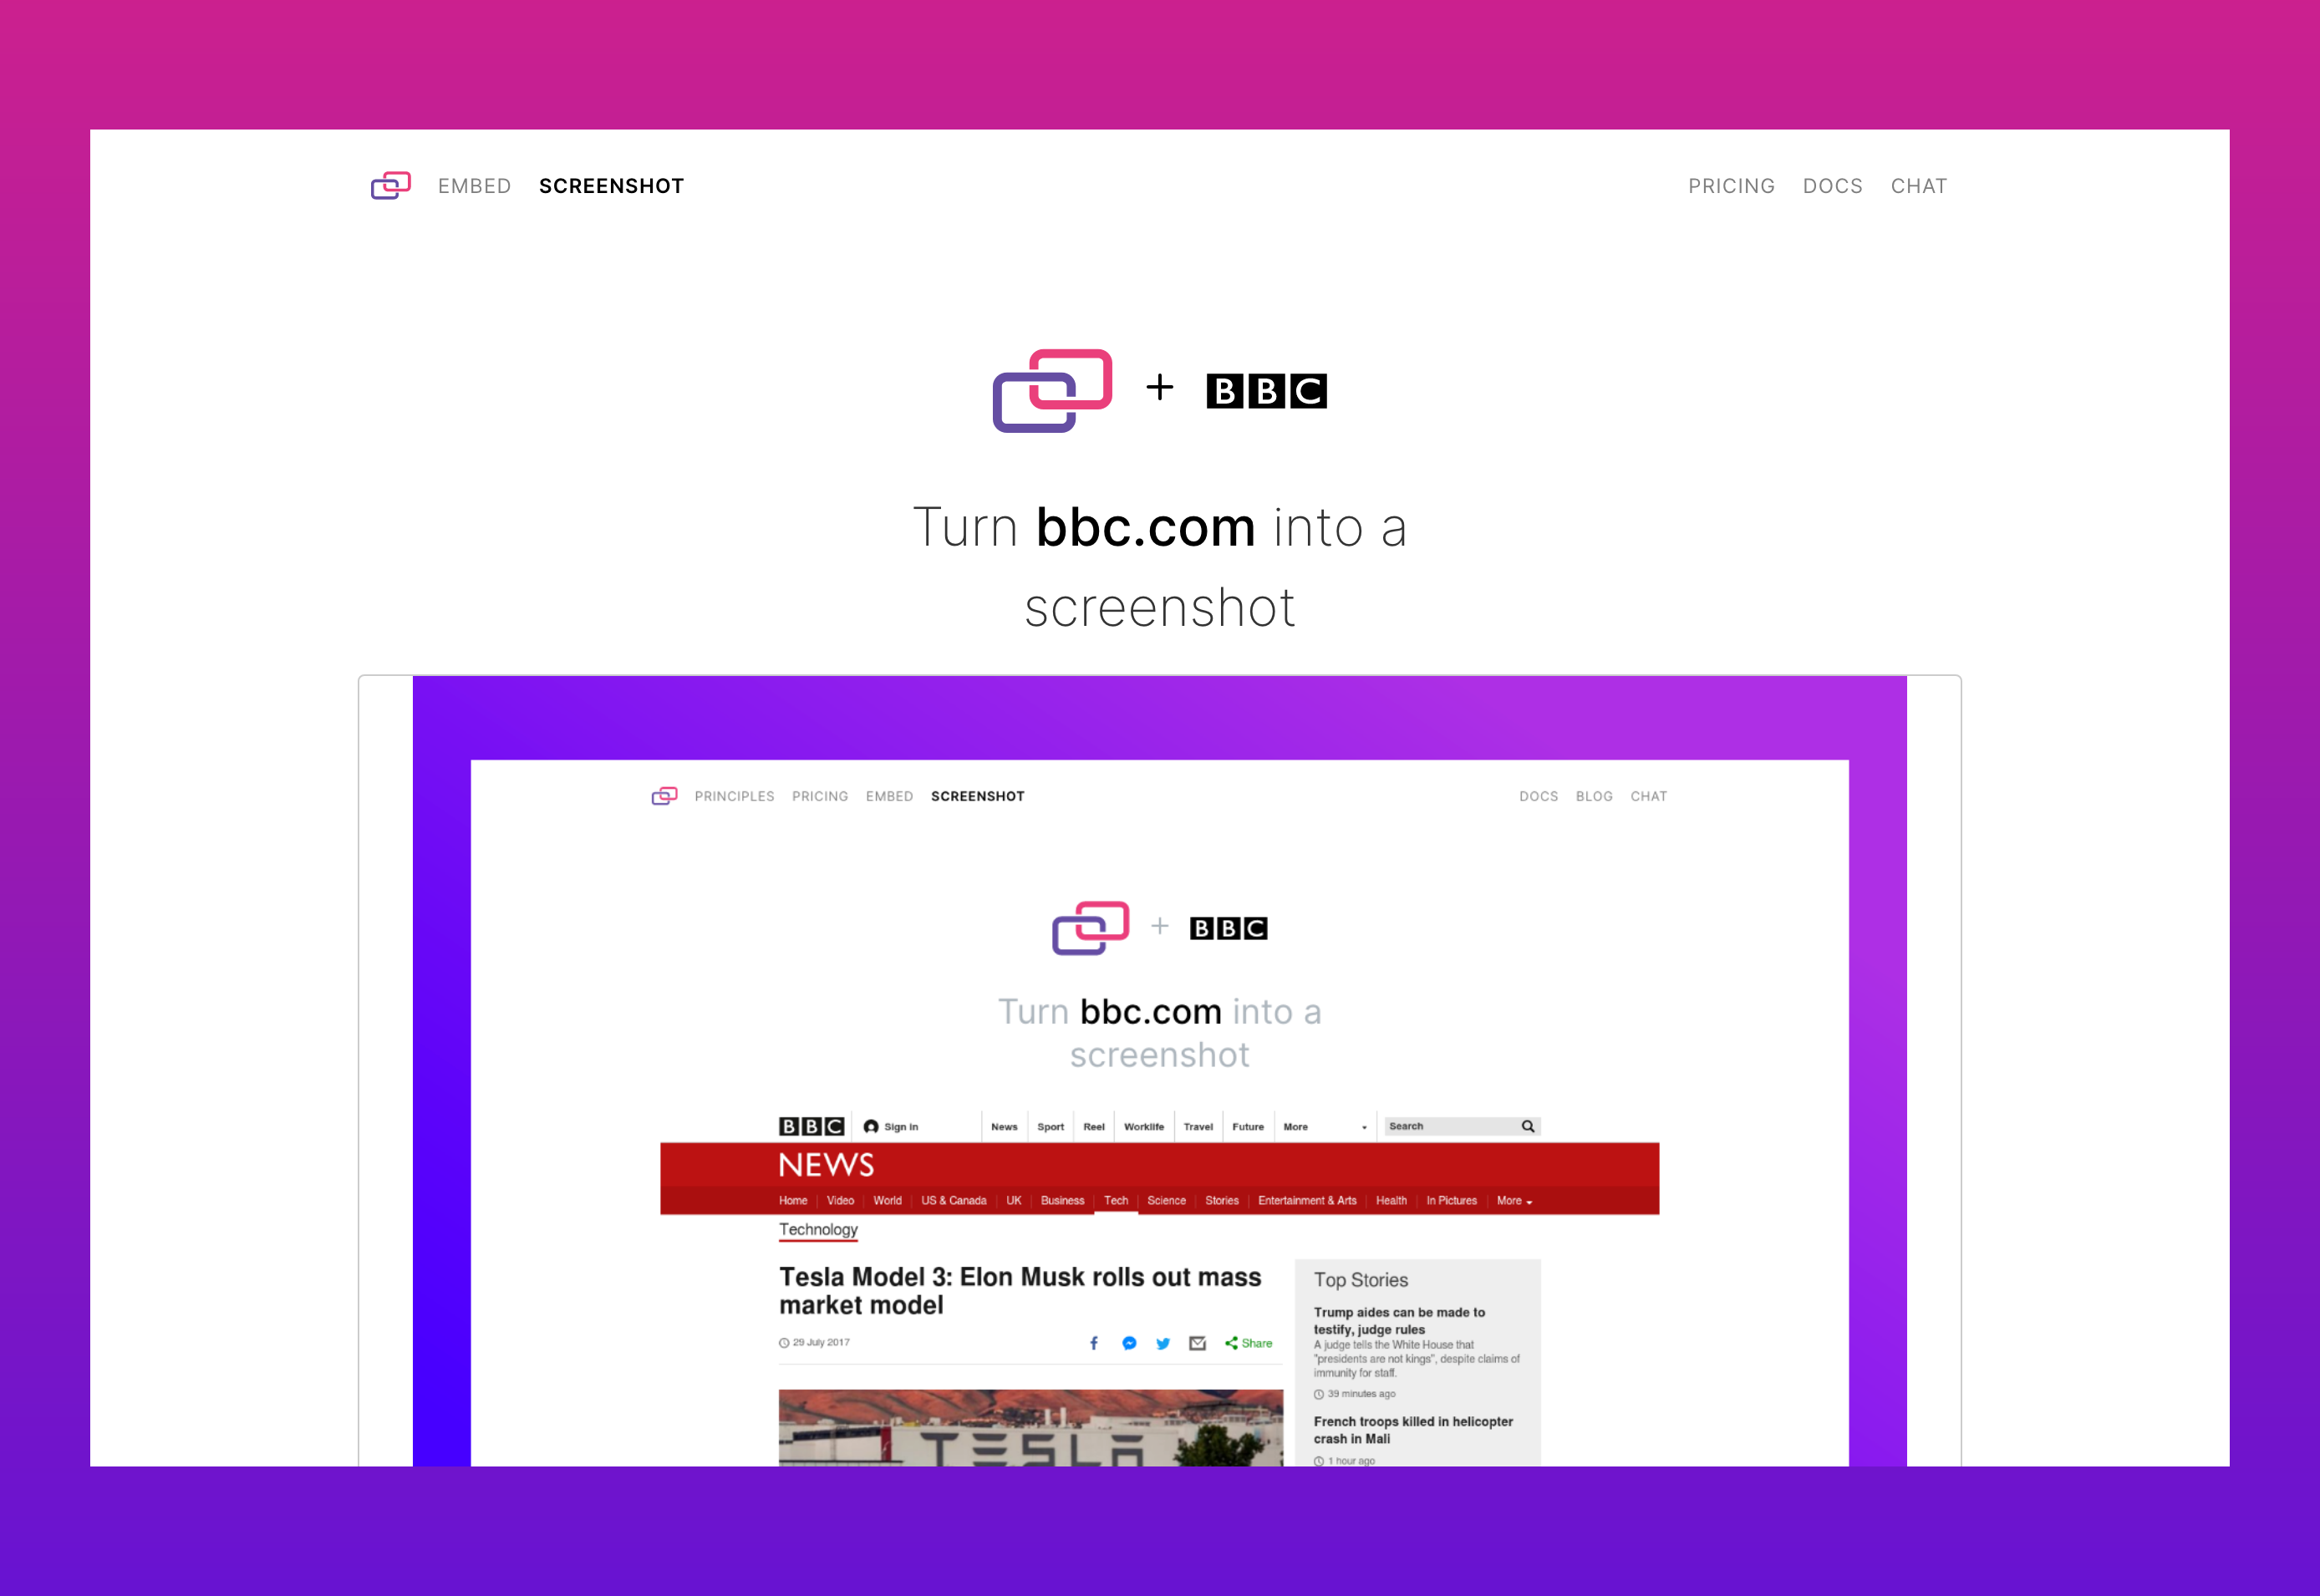 EMBED SCREENSHOT PRICING DOCS CHAT
+ BBC
Turn bbc.com into a
screenshot
PRINCIPLES PRICING EMBED SCREENSHOT DOCS BLOG CHAT
+ BBC
Turn bbc.com into a
screenshot
BBC Sign in News Sport Reel Worklife Travel Future More Search
NEWS
Home Video World US & Canada UK Business Tech Science Stories Entertainment & Arts Health In Pictures More
Technology
Tesla Model 3: Elon Musk rolls out mass
market model
29 July 2017
Share
TESLA
Top Stories
Trump aides can be made to
testify, judge rules
A judge tells the White House that
"presidents are not kings", despite claims of
immunity for staff.
39 minutes ago
French troops killed in helicopter
crash in Mali
1 hour ago